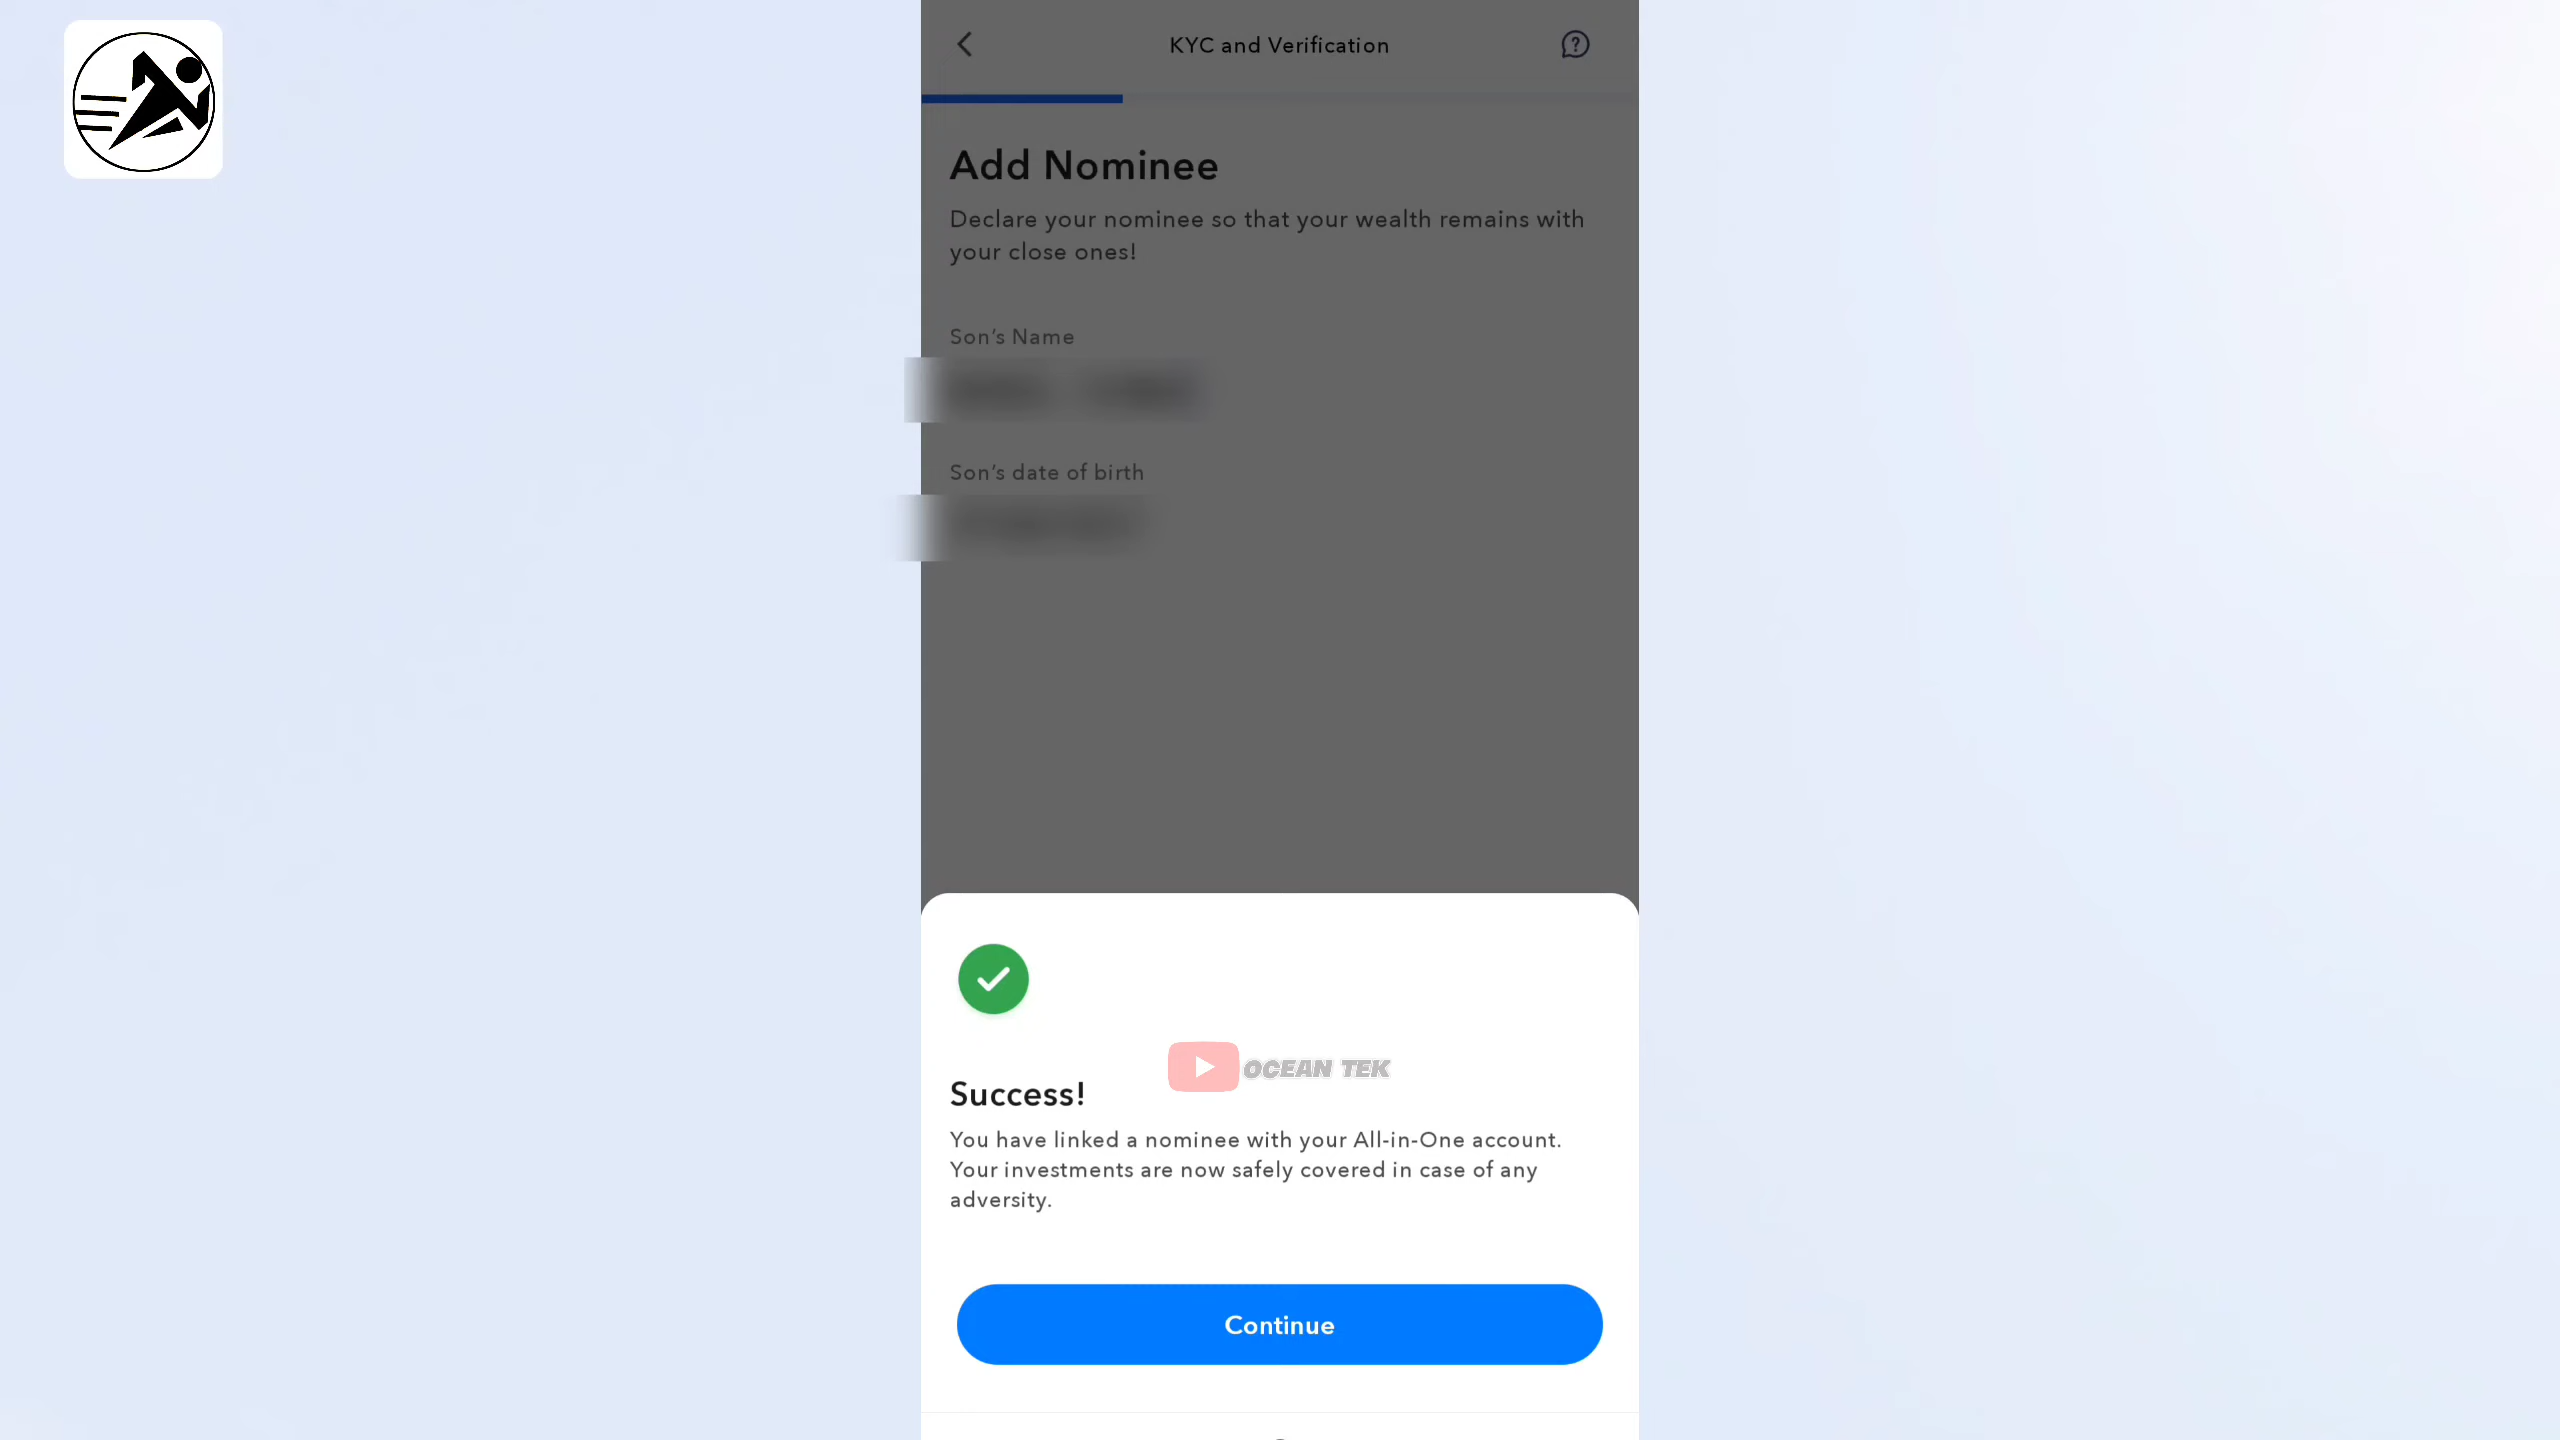 KYC and Verification
Add Nominee
Declare your nominee so that your wealth remains with
your close ones!
Son’s Name
Son’s date of birth
OCEAN TEK
Success!
You have linked a nominee with your All-in-One account.
Your investments are now safely covered in case of any
adversity.
Continue